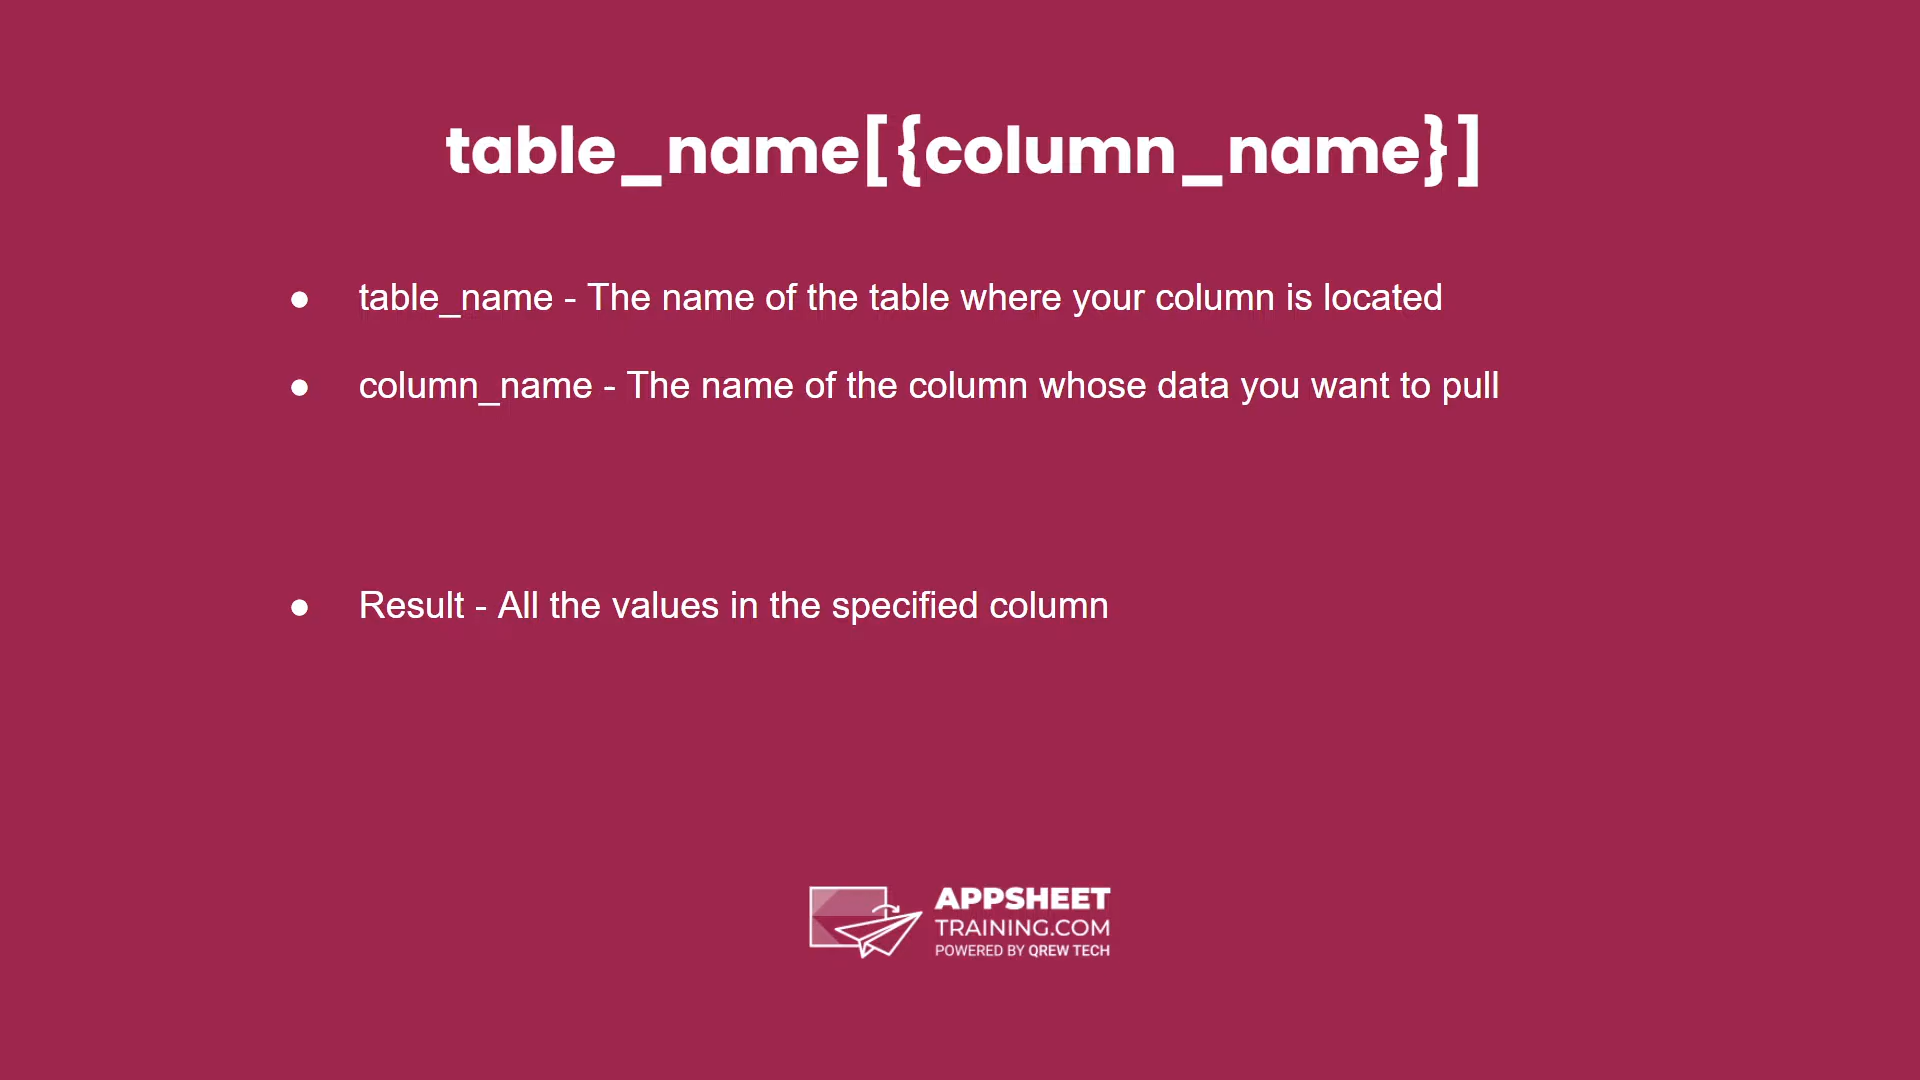 table_name[{column_name}]
● table_name - The name of the table where your column is located
● column_name - The name of the column whose data you want to pull
● Result - All the values in the specified column
APPSHEET
TRAINING.COM
POWERED BY QREW TECH